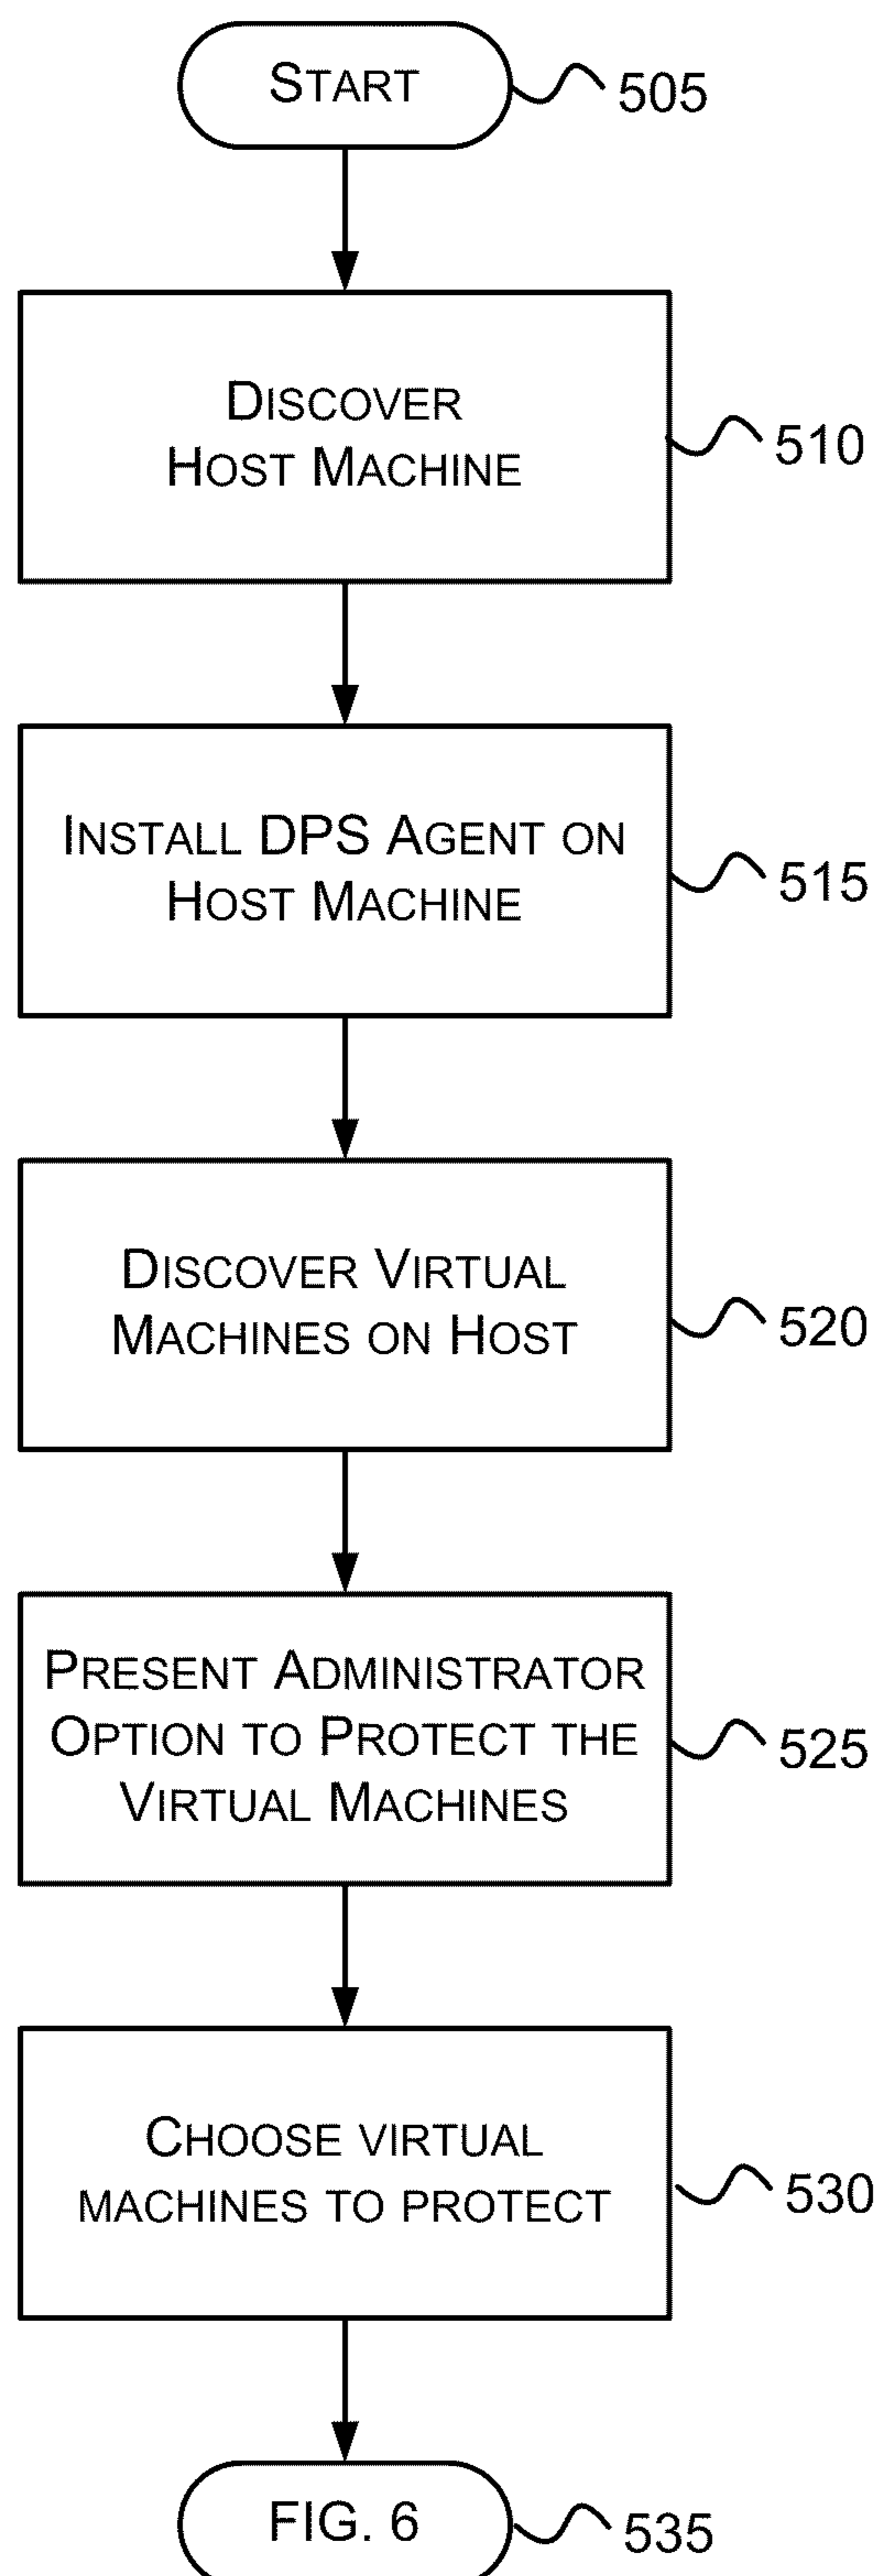 START
505
DISCOVER
HOST MACHINE
510
INSTALL DPS AGENT ON
HOST MACHINE
515
DISCOVER VIRTUAL
MACHINES ON HOST
520
PRESENT ADMINISTRATOR
OPTION TO PROTECT THE
VIRTUAL MACHINES
525
CHOOSE VIRTUAL
MACHINES TO PROTECT
530
FIG. 6
535